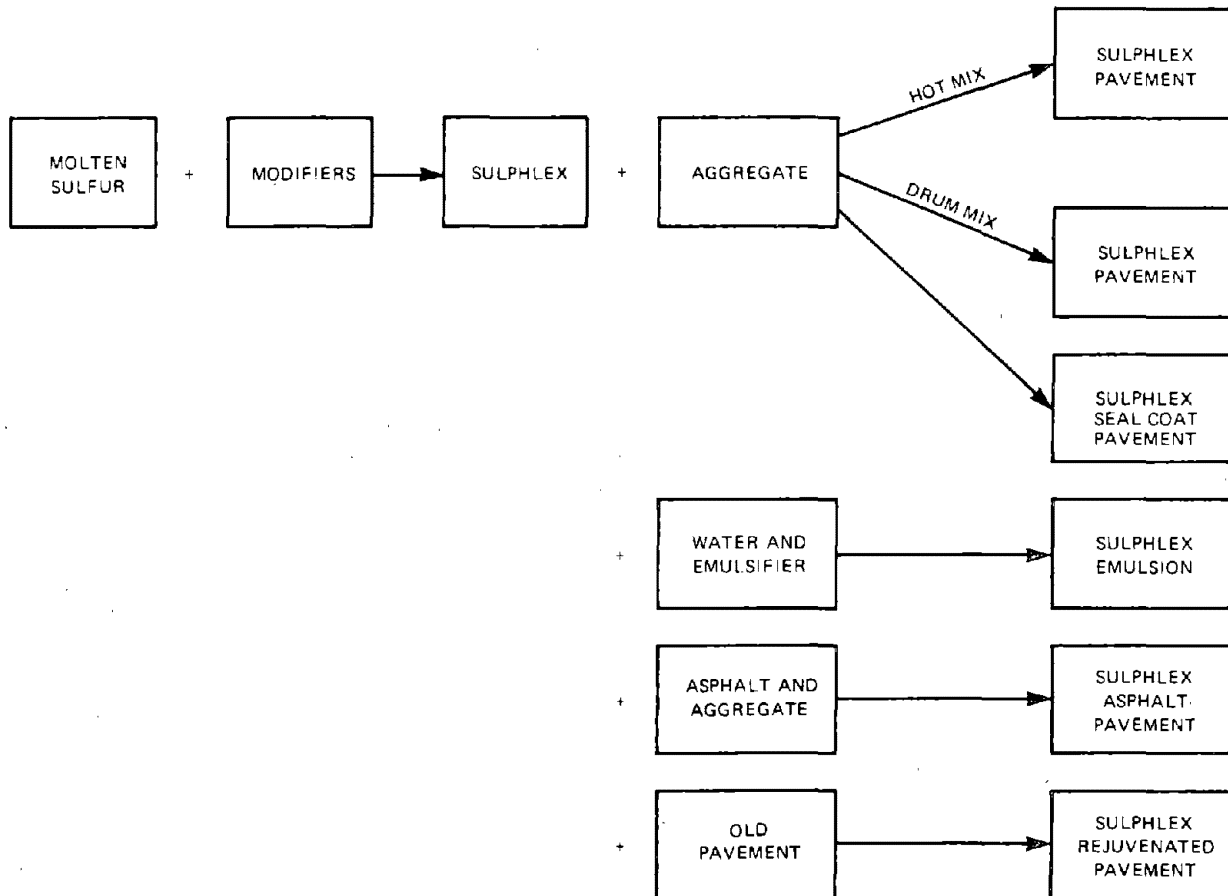 MOLTEN
SULFUR
+
MODIFIERS
SULPHLEX
+
AGGREGATE
HOT MIX
SULPHLEX
PAVEMENT
DRUM MIX
SULPHLEX
PAVEMENT
SULPHLEX
SEAL COAT
PAVEMENT
+
WATER AND
EMULSIFIER
SULPHLEX
EMULSION
+
ASPHALT AND
AGGREGATE
SULPHLEX
ASPHALT
PAVEMENT
+
OLD
PAVEMENT
SULPHLEX
REJUVENATED
PAVEMENT